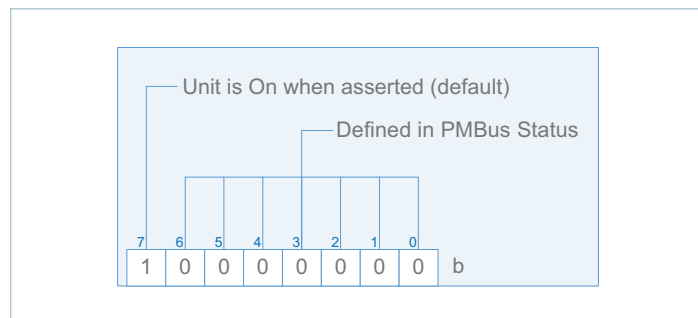 Unit is On when asserted (default)
Defined in PMBus Status
7 6 5 4 3 2 1 0
1 0 0 0 0 0 0 0 b